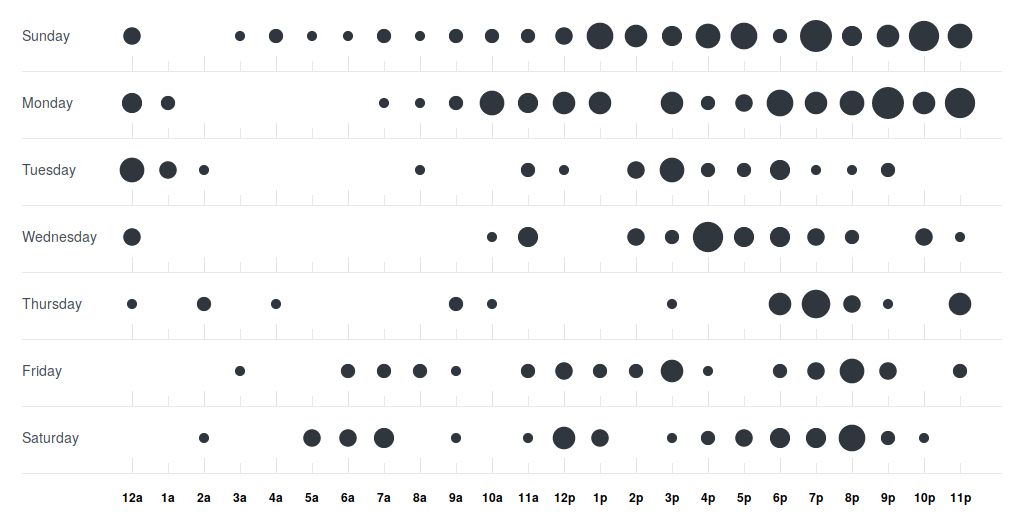 Sunday
Monday
Tuesday
Wednesday
Thursday
Friday
Saturday
12a 1a 2a 3a 4a 5a 6a 7a 8a 9a 10a 11a 12p 1p 2p 3p 4p 5p 6p 7p 8p 9p 10p 11p